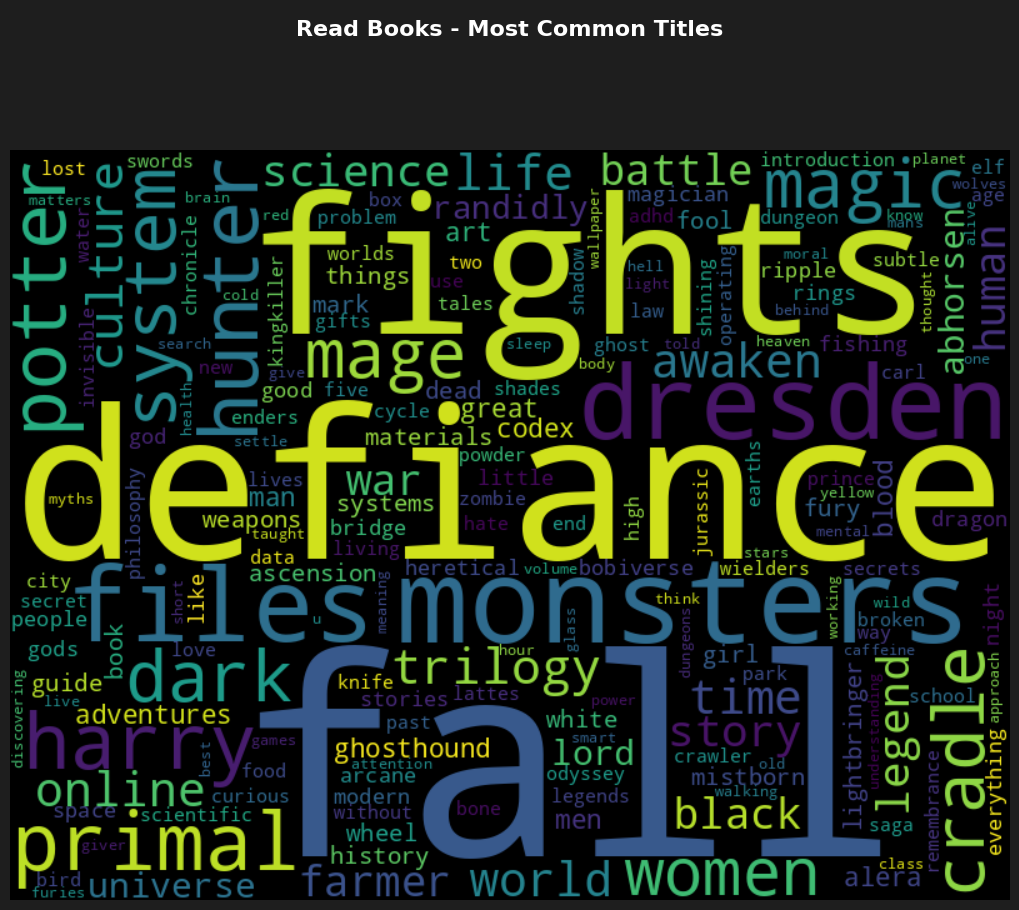 Read Books - Most Common Titles
lost
swords
science
life
battle
introduction
planet
elf
matters
brain
box
randidly
magician
magic
wolves
age
potter
water
culture
system
hunter
red
problem
fights
wallpaper
adhd
fool
dungeon
know
mans
alive
chronicle
art
worlds
two
things
use
tales
shadow
hell
light
shining
operating
moral
ripple
subtle
rings
thought
abhorsen
human
cold
kingkiller
mark
gifts
law
behind
invisible
search
mage
sleep
ghost
told
heaven
fishing
new
give
body
awaken
carl
one
health
good
five
dead
shades
dresden
enders
cycle
great
god
settle
materials
codex
powder
defiance
myths
philosophy
lives
man
war
little
systems
zombie
weapons
taught
bridge
hate
end
high
jurassic
earths
prince
yellow
fury
blood
dragon
mental
data
living
stars
city
ascension
heretical
volume
bobiverse
wielders
secrets
secret
people
short
like
files
u
meaning
monsters
glass
think
working
wild
broken
gods
book
love
hour
dungeons
girl
way
caffeine
night
guide
dark
trilogy
knife
stories
lattes
power
park
time
school
live
discovering
adventures
past
white
story
lightbringer
understanding
legend
cradle
approach
everything
harry
best
games
ghosthound
smart
lord
attention
crawler
old
food
arcane
odyssey
mistborn
online
curious
modern
legends
walking
space
scientific
without
bone
men
black
saga
remembrance
primal
fall
wheel
giver
history
class
bird
furies
universe
farmer
world
women
alera